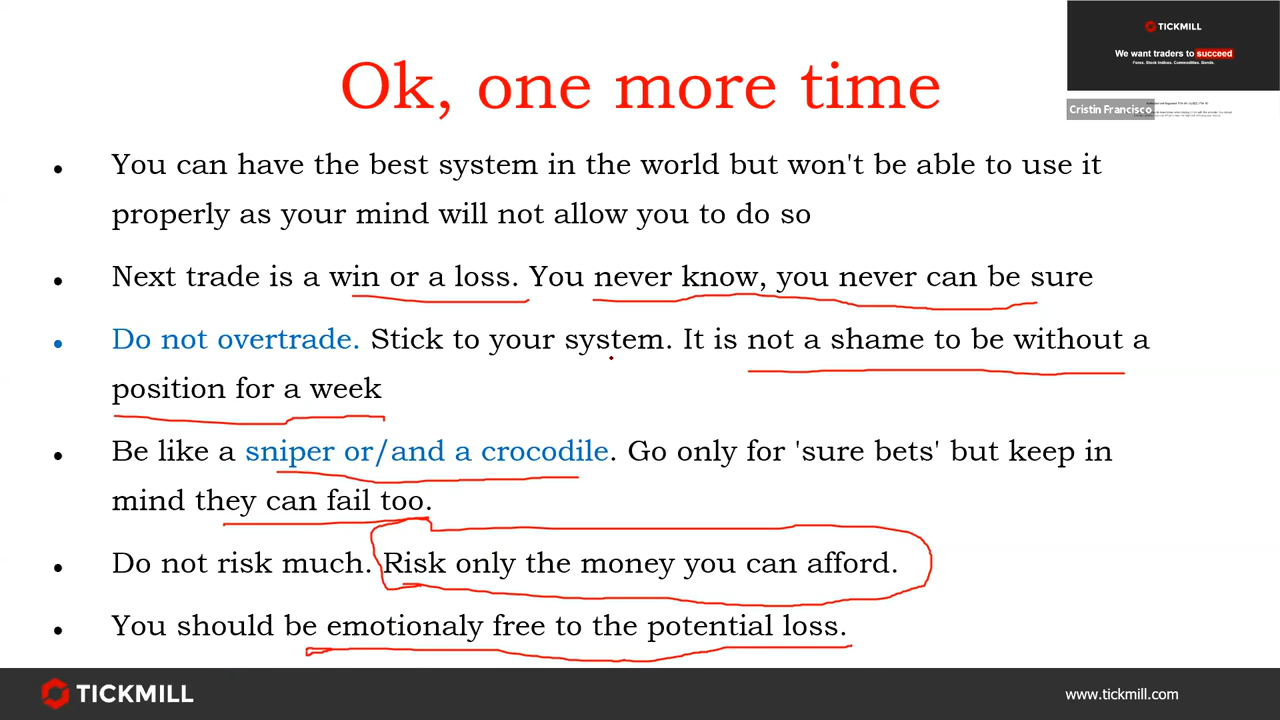 TICKMILL
We want traders to succeed
Forex. Stock Indices. Commodities. Bonds.
Cristin Francisco
Ok, one more time
You can have the best system in the world but won't be able to use it
properly as your mind will not allow you to do so
Next trade is a win or a loss. You never know, you never can be sure
Do not overtrade. Stick to your system. It is not a shame to be without a
position for a week
Be like a sniper or/and a crocodile. Go only for 'sure bets' but keep in
mind they can fail too.
Do not risk much. Risk only the money you can afford.
You should be emotionaly free to the potential loss.
TICKMILL
www.tickmill.com